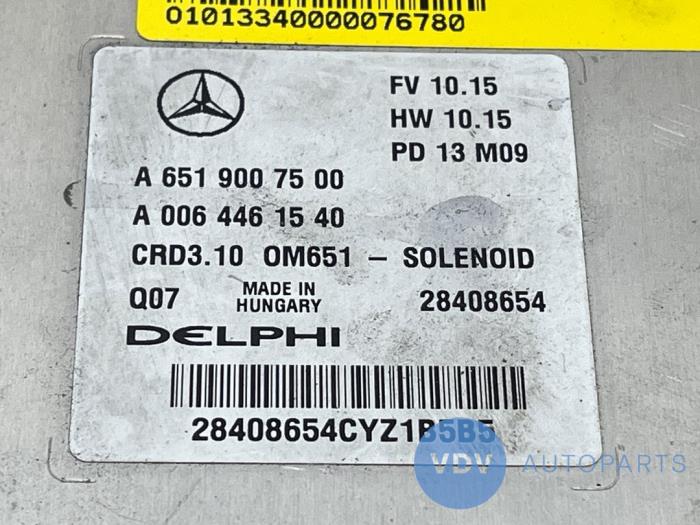 01013340000076780
FV 10.15
HW 10.15
PD 13 M09
A 651 900 75 00
A 006 446 15 40
CRD3.10 OM651 – SOLENOID
Q07 MADE IN HUNGARY 28408654
DELPHI
28408654CYZ1B5B5
VDV AUTOPARTS